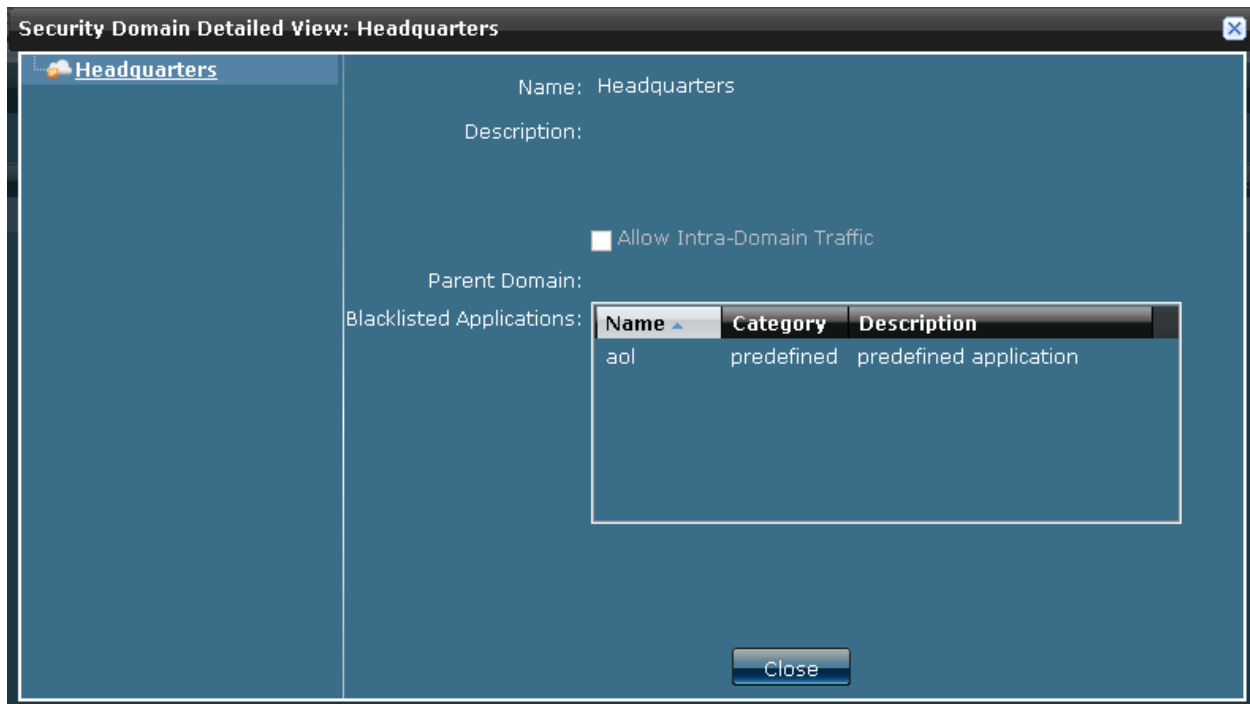 Security Domain Detailed View: Headquarters
Headquarters
Name: Headquarters
Description:
Allow Intra-Domain Traffic
Parent Domain:
Blacklisted Applications:
Name Category Description
aol predefined predefined application
Close